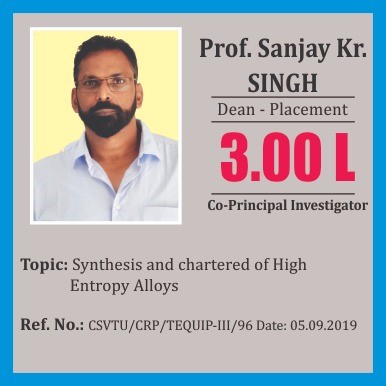 Prof. Sanjay Kr.
SINGH
Dean - Placement
3.00 L
Co-Principal Investigator
Topic: Synthesis and chartered of High
Entropy Alloys
Ref. No.: CSVTU/CRP/TEQUIP-III/96 Date: 05.09.2019